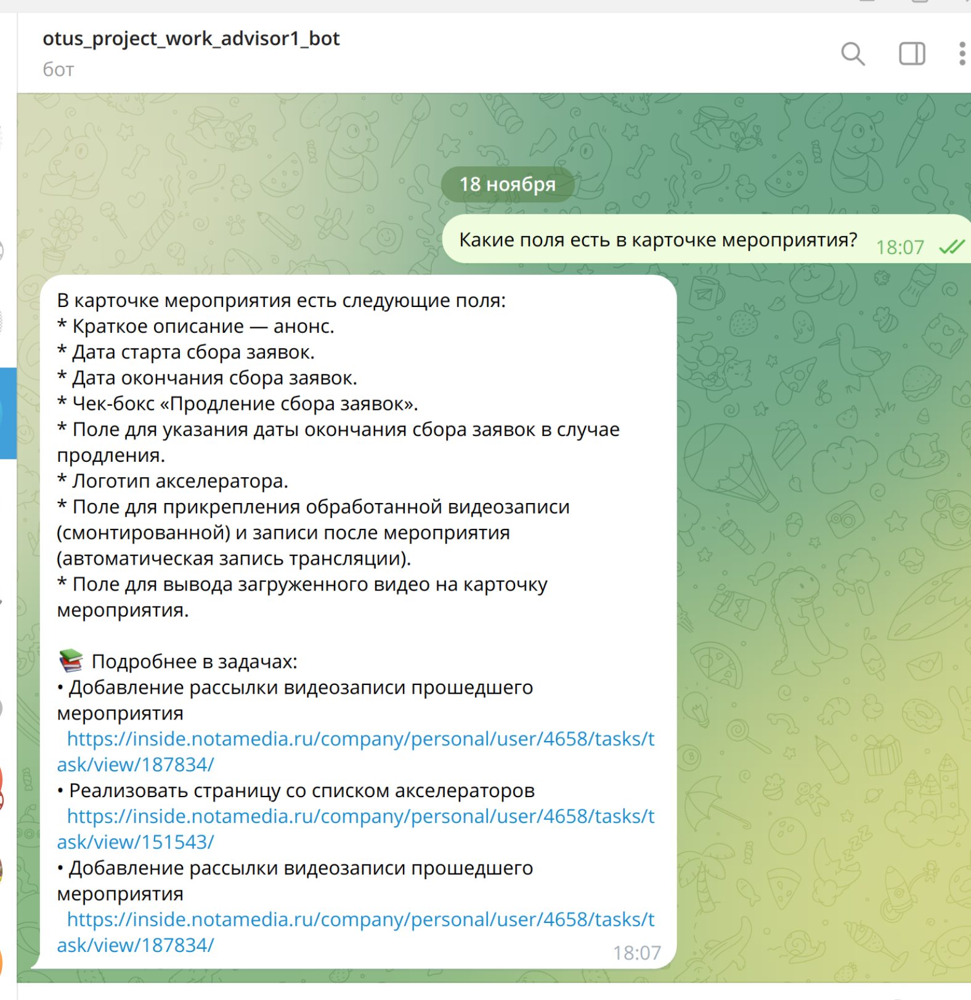 otus_project_work_advisor1_bot
бот
18 ноября
Какие поля есть в карточке мероприятия? 18:07
В карточке мероприятия есть следующие поля:
* Краткое описание — анонс.
* Дата старта сбора заявок.
* Дата окончания сбора заявок.
* Чек-бокс «Продление сбора заявок».
* Поле для указания даты окончания сбора заявок в случае
продления.
* Логотип акселератора.
* Поле для прикрепления обработанной видеозаписи
(смонтированной) и записи после мероприятия
(автоматическая запись трансляции).
* Поле для вывода загруженного видео на карточку
мероприятия.
📚 Подробнее в задачах:
• Добавление рассылки видеозаписи прошедшего
мероприятия
https://inside.notamedia.ru/company/personal/user/4658/tasks/t
ask/view/187834/
• Реализовать страницу со списком акселераторов
https://inside.notamedia.ru/company/personal/user/4658/tasks/t
ask/view/151543/
• Добавление рассылки видеозаписи прошедшего
мероприятия
https://inside.notamedia.ru/company/personal/user/4658/tasks/t
ask/view/187834/
18:07